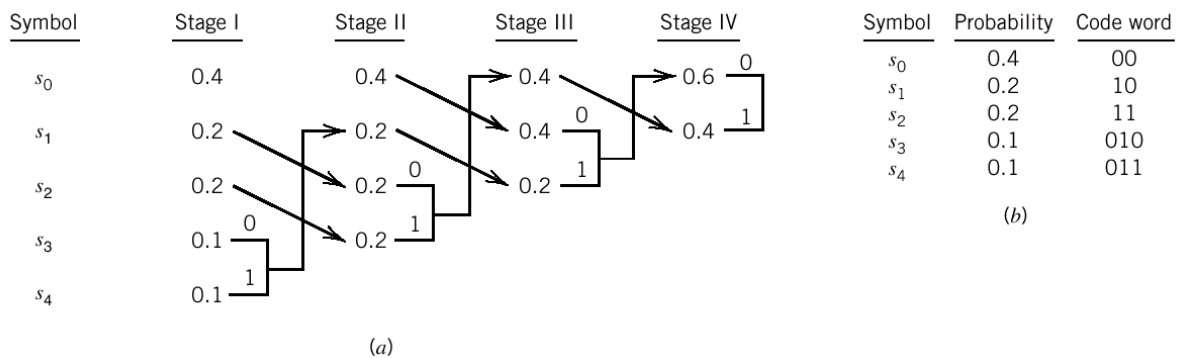 Symbol Stage I Stage II Stage III Stage IV Symbol Probability Code word
s0 0.4 0.4 0.4 0.6 0 s0 0.4 00
s1 0.2 0.2 0.4 0 0.4 1 s1 0.2 10
s2 0.2 0.2 0 0.2 1 s2 0.2 11
s3 0.1 0 0.2 1 s3 0.1 010
s4 0.1 1 s4 0.1 011
(a) (b)